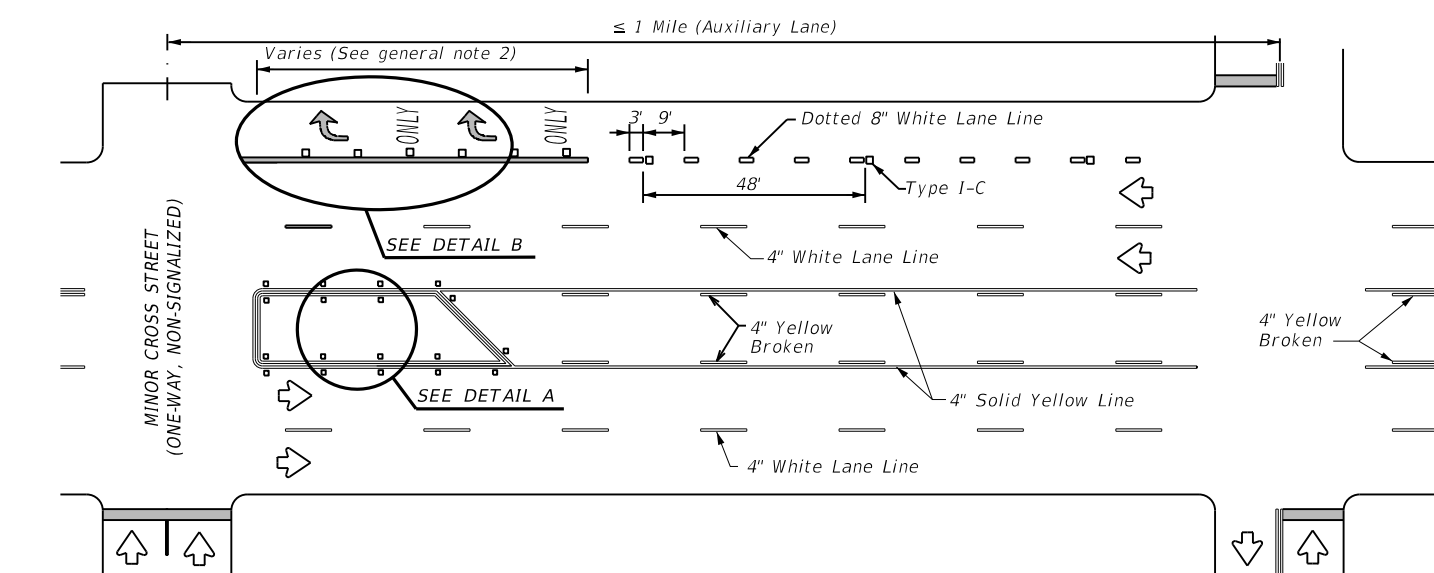 ≤ 1 Mile (Auxiliary Lane)
Varies (See general note 2)
ONLY
ONLY
3'
9'
Dotted 8" White Lane Line
48'
Type I-C
SEE DETAIL B
4" White Lane Line
MINOR CROSS STREET
(ONE-WAY, NON-SIGNALIZED)
4" Yellow
Broken
4" Yellow
Broken
SEE DETAIL A
4" Solid Yellow Line
4" White Lane Line